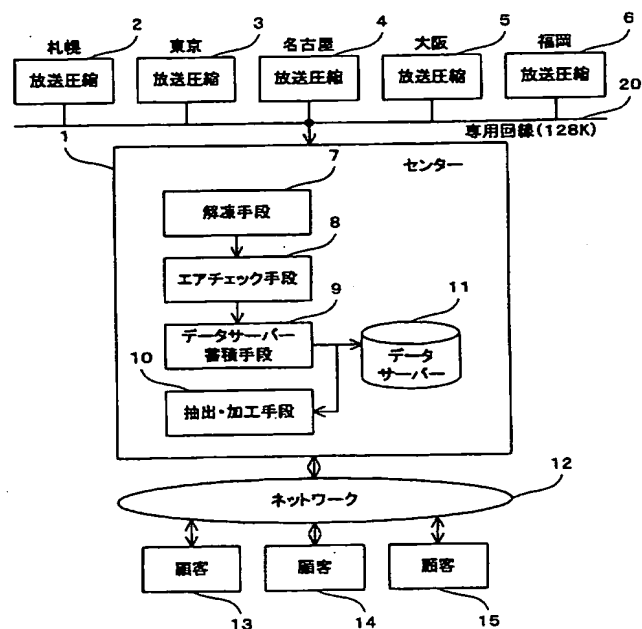 2
3
4
5
6
札幌
東京
名古屋
大阪
福岡
放送圧縮
放送圧縮
放送圧縮
放送圧縮
放送圧縮
20
専用回線(128K)
1
センター
7
解凍手段
8
エアチェック手段
9
データサーバー
蓄積手段
11
データ
サーバー
10
抽出・加工手段
12
ネットワーク
顧客
顧客
顧客
13
14
15